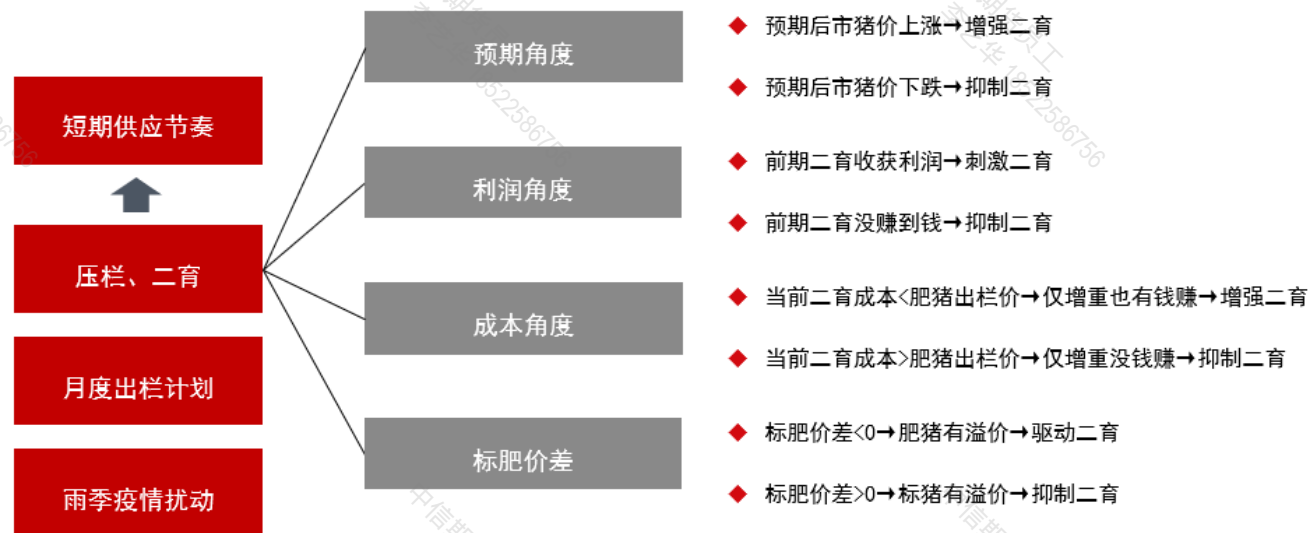 短期供应节奏
压栏、二育
月度出栏计划
雨季疫情扰动
预期角度
预期后市猪价上涨→增强二育
预期后市猪价下跌→抑制二育
利润角度
前期二育收获利润→刺激二育
前期二育没赚到钱→抑制二育
成本角度
当前二育成本<肥猪出栏价→仅增重也有钱赚→增强二育
当前二育成本>肥猪出栏价→仅增重没钱赚→抑制二育
标肥价差
标肥价差<0→肥猪有溢价→驱动二育
标肥价差>0→标猪有溢价→抑制二育